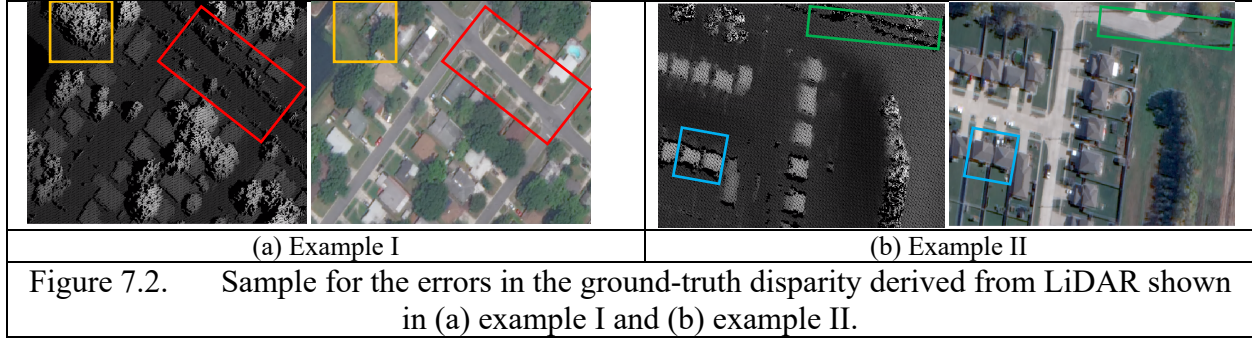 (a) Example I
(b) Example II
Figure 7.2. Sample for the errors in the ground-truth disparity derived from LiDAR shown
in (a) example I and (b) example II.